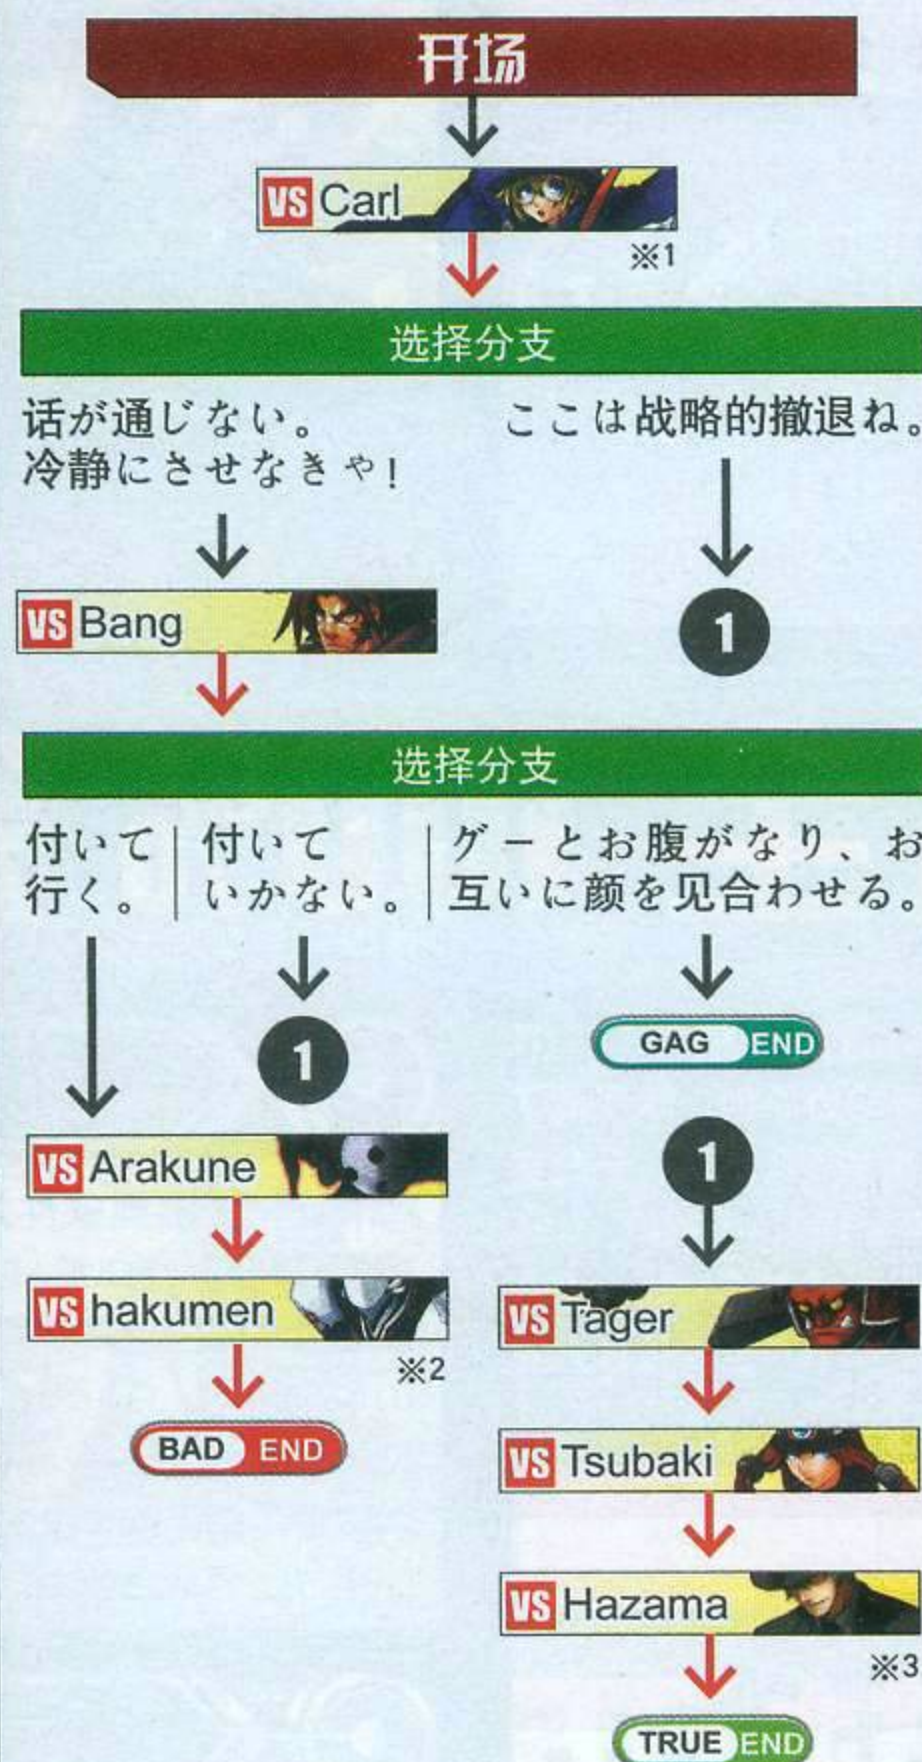 开场
VS Carl
※1
选择分支
话が通じない。
冷静にさせなきゃ!
ここは战略的撤退ね。
VS Bang
1
选择分支
付いて
行く。
付いて
いかない。
グーとお腹がなり、お
互いに颜を见合わせる。
1
GAG END
VS Arakune
VS hakumen
※2
BAD END
1
VS Tager
VS Tsubaki
VS Hazama
※3
TRUE END